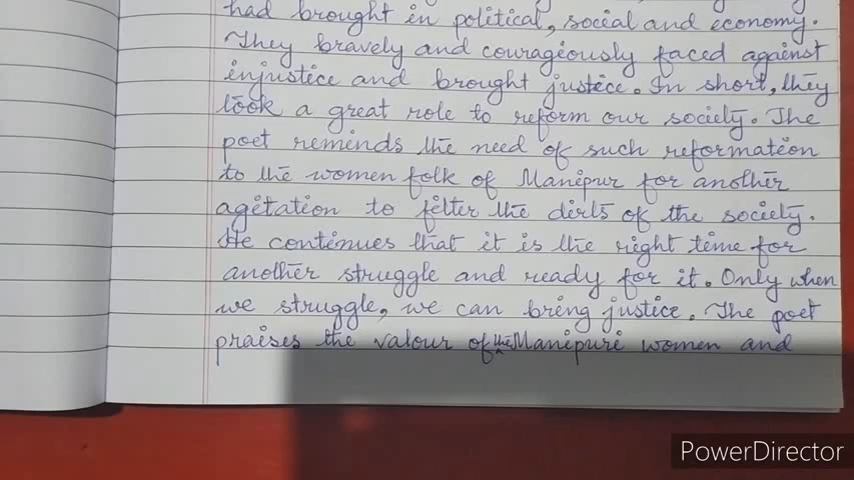 had brought in political, social and economy.
They bravely and courageously faced against
injustice and brought justice. In short, they
took a great role to reform our society. The
poet reminds the need of such reformation
to the women folk of Manipur for another
agitation to filter the dirts of the society.
He continues that it is the right time for
another struggle and ready for it. Only when
we struggle, we can bring justice. The poet
praises the valour of the Manipuri women and
PowerDirector